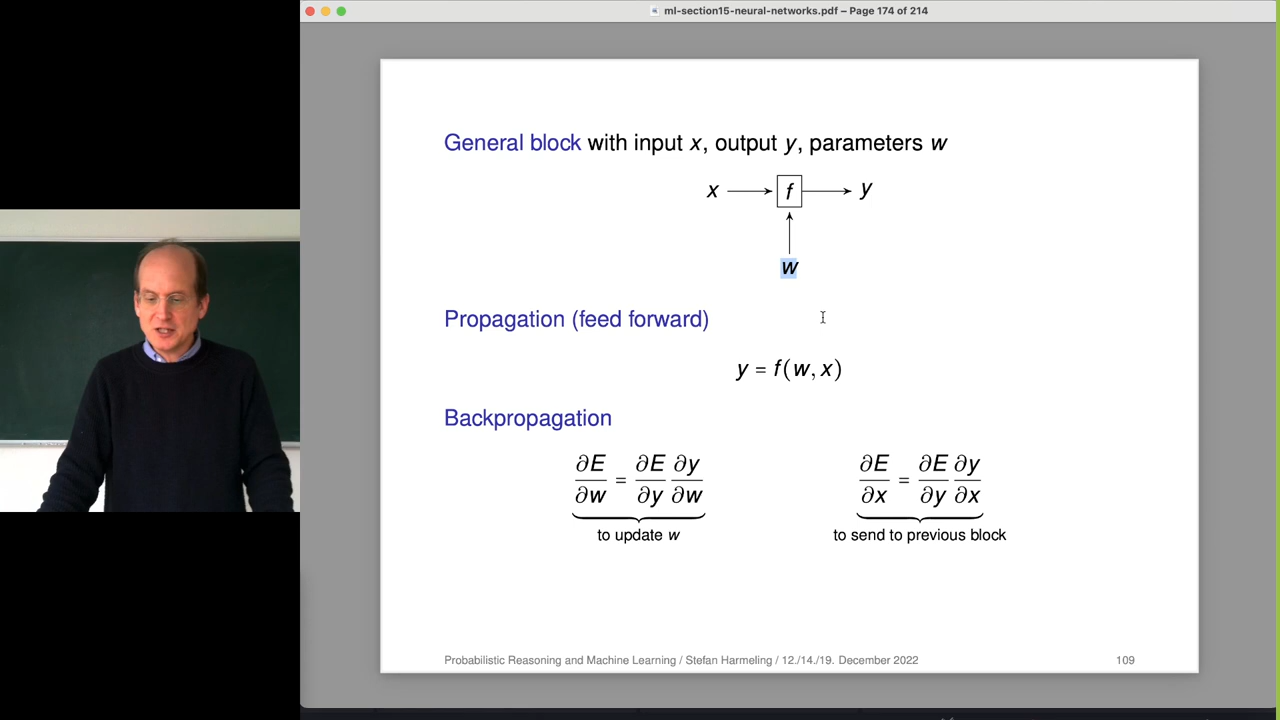 ml-section15-neural-networks.pdf – Page 174 of 214
General block with input x, output y, parameters w
x f y
w
Propagation (feed forward)
y = f(w, x)
Backpropagation
∂E/∂w = ∂E/∂y ∂y/∂w ∂E/∂x = ∂E/∂y ∂y/∂x
to update w to send to previous block
Probabilistic Reasoning and Machine Learning / Stefan Harmeling / 12./14./19. December 2022 109